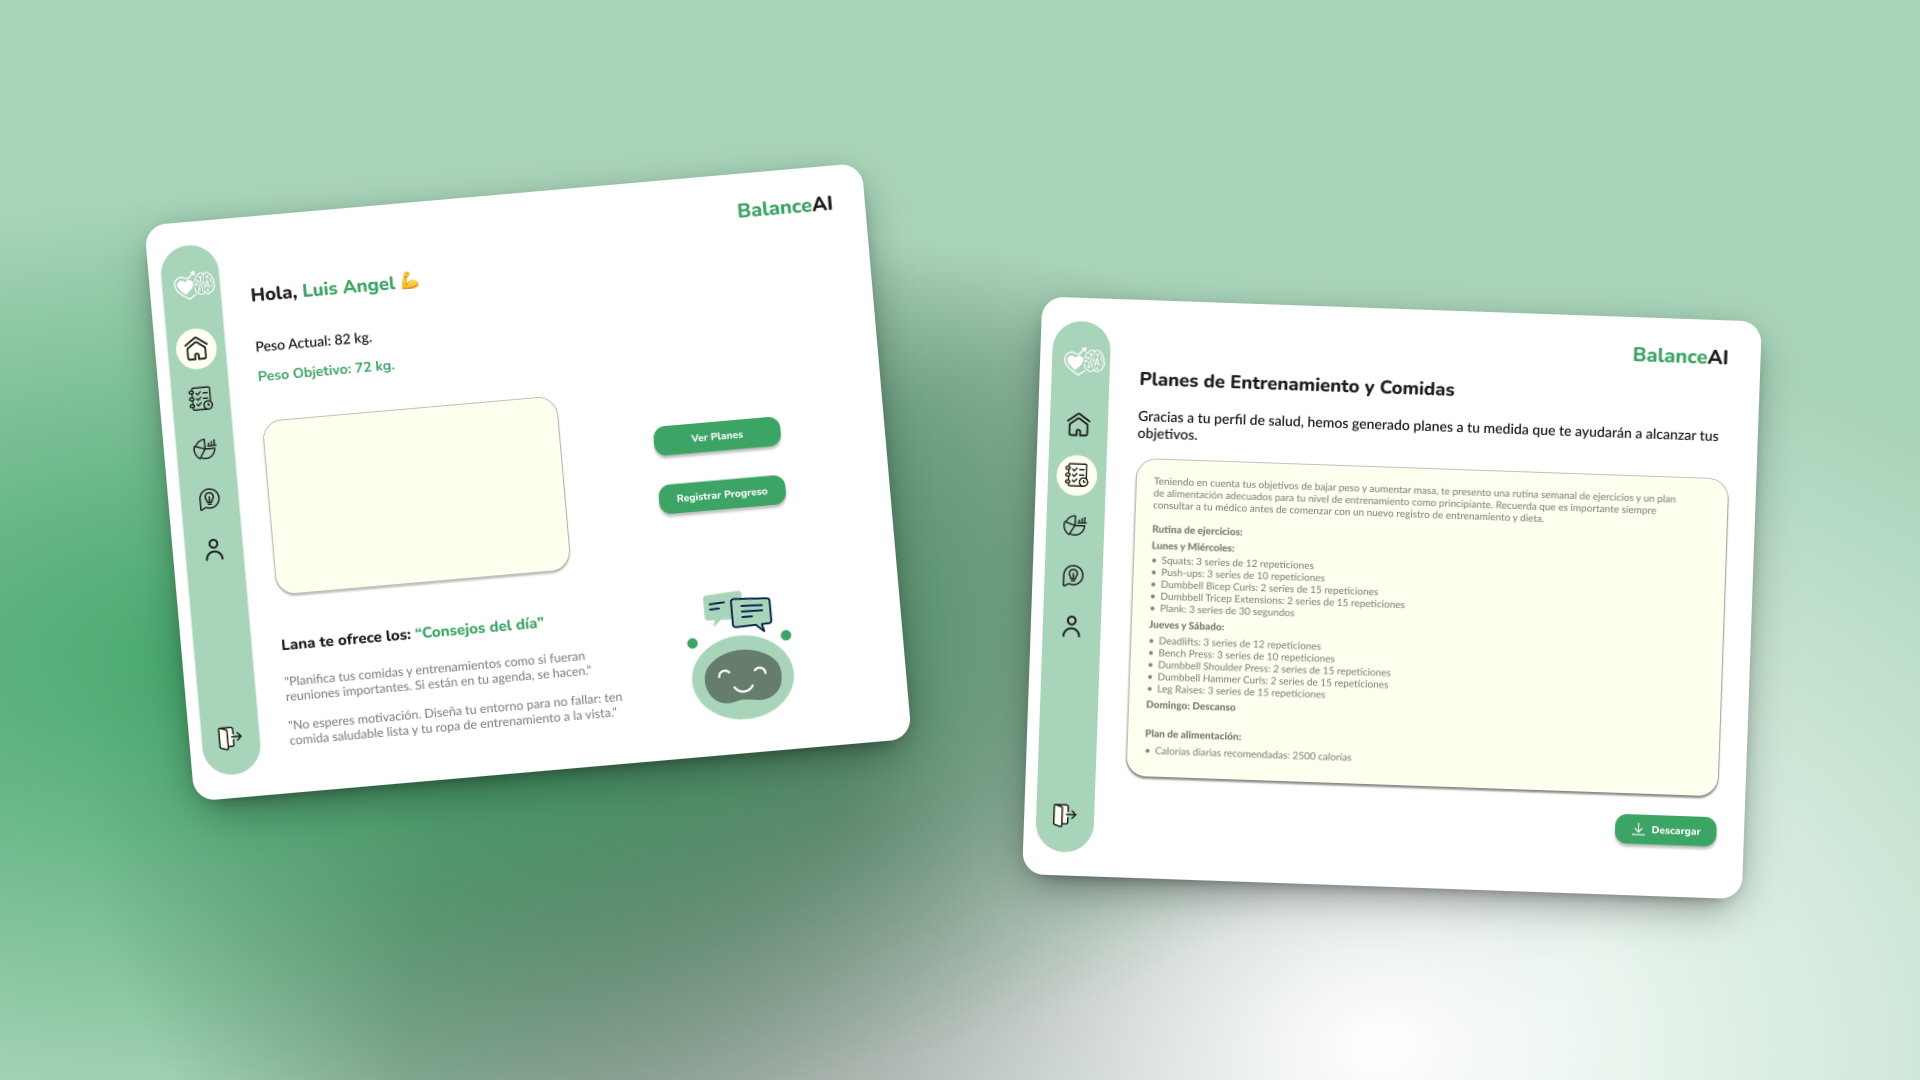 BalanceAI
Hola, Luis Angel 💪
Peso Actual: 82 kg.
Peso Objetivo: 72 kg.
Ver Planes
Registrar Progreso
Lana te ofrece los: “Consejos del día”
"Planifica tus comidas y entrenamientos como si fueran
reuniones importantes. Si están en tu agenda, se hacen."
"No esperes motivación. Diseña tu entorno para no fallar: ten
comida saludable lista y tu ropa de entrenamiento a la vista."
BalanceAI
Planes de Entrenamiento y Comidas
Gracias a tu perfil de salud, hemos generado planes a tu medida que te ayudarán a alcanzar tus
objetivos.
Teniendo en cuenta tus objetivos de bajar peso y aumentar masa, te presento una rutina semanal de ejercicios y un plan
de alimentación adecuados para tu nivel de entrenamiento como principiante. Recuerda que es importante siempre
consultar a tu médico antes de comenzar con un nuevo registro de entrenamiento y dieta.
Rutina de ejercicios:
Lunes y Miércoles:
• Squats: 3 series de 12 repeticiones
• Push-ups: 3 series de 10 repeticiones
• Dumbbell Bicep Curls: 2 series de 15 repeticiones
• Dumbbell Tricep Extensions: 2 series de 15 repeticiones
• Plank: 3 series de 30 segundos
Jueves y Sábado:
• Deadlifts: 3 series de 12 repeticiones
• Bench Press: 3 series de 10 repeticiones
• Dumbbell Shoulder Press: 2 series de 15 repeticiones
• Dumbbell Hammer Curls: 2 series de 15 repeticiones
• Leg Raises: 3 series de 15 repeticiones
Domingo: Descanso
Plan de alimentación:
• Calorías diarias recomendadas: 2500 calorías
Descargar